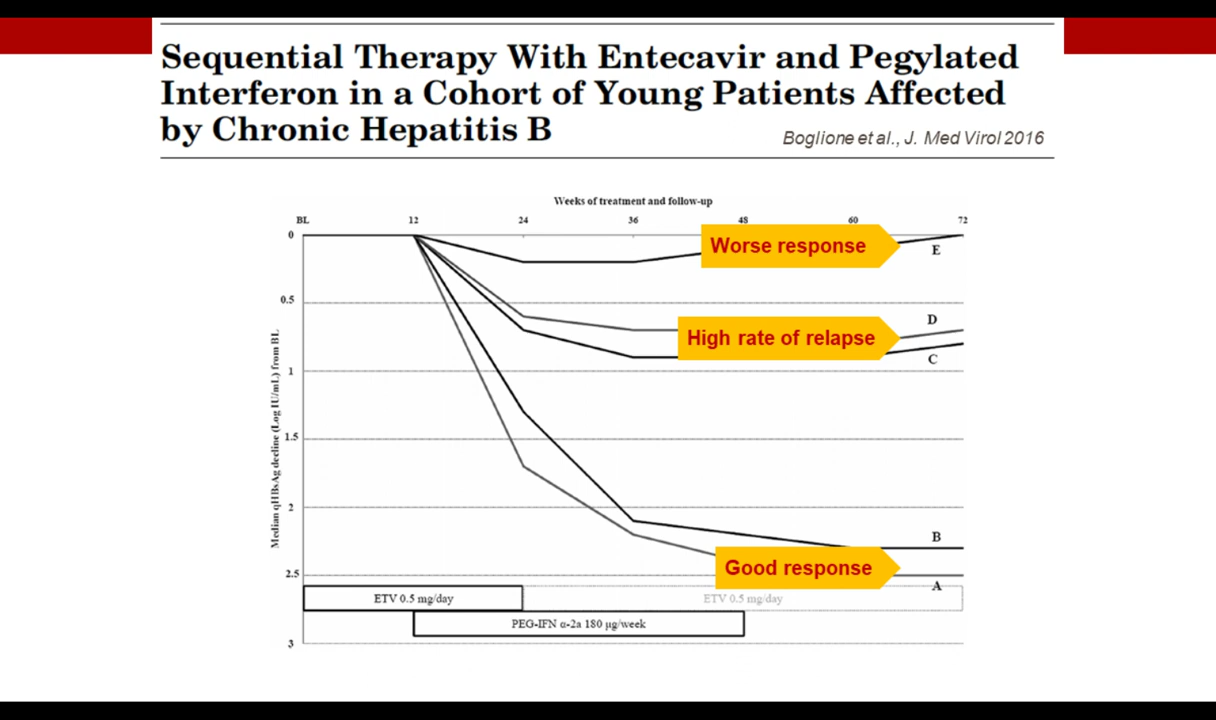 Sequential Therapy With Entecavir and Pegylated
Interferon in a Cohort of Young Patients Affected
by Chronic Hepatitis B
Boglione et al., J. Med Virol 2016
Weeks of treatment and follow-up
BL 12 24 36 48 60 72
0
Worse response
E
0.5
D
High rate of relapse
C
1
1.5
Median qHBsAg decline (Log IU/mL) from BL
2
B
Good response
2.5
A
ETV 0.5 mg/day ETV 0.5 mg/day
PEG-IFN α-2a 180 µg/week
3